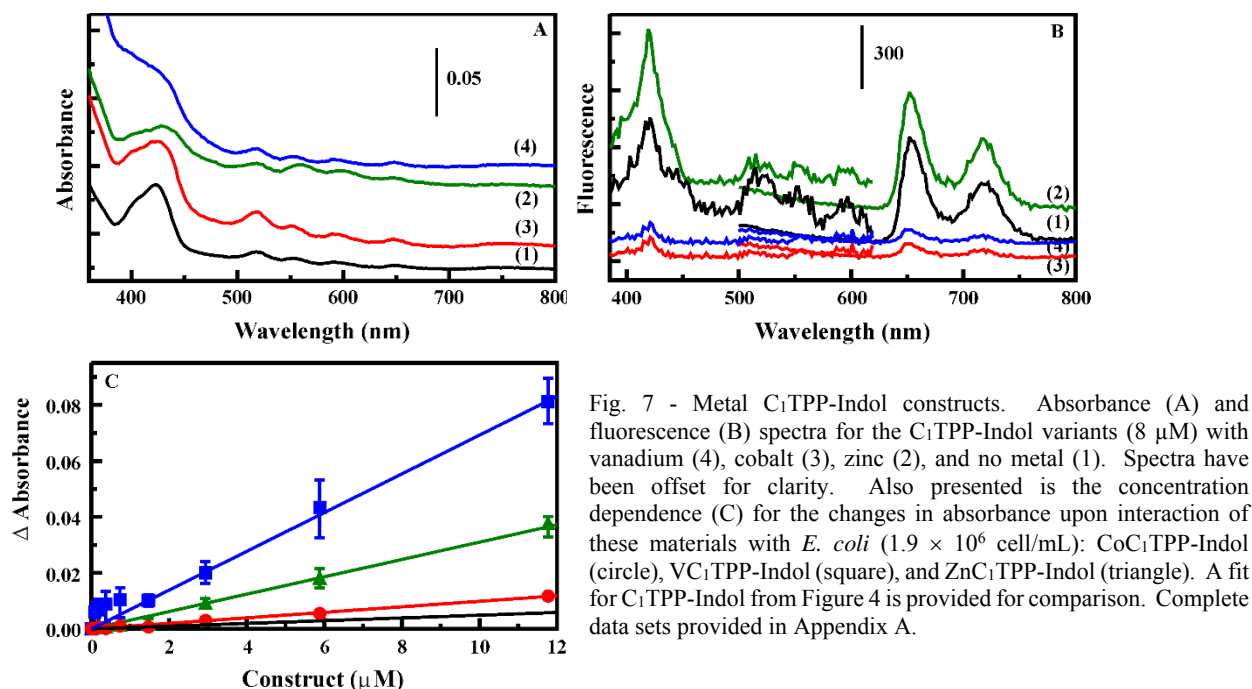 A
0.05
Absorbance
(4)
(2)
(3)
(1)
400 500 600 700 800
Wavelength (nm)
B
300
Fluorescence
(2)
(1)
(4)
(3)
400 500 600 700 800
Wavelength (nm)
C
0.08
0.06
0.04
0.02
0.00
Δ Absorbance
0 2 4 6 8 10 12
Construct (μM)
Fig. 7 - Metal C₁TPP-Indol constructs. Absorbance (A) and
fluorescence (B) spectra for the C₁TPP-Indol variants (8 μM) with
vanadium (4), cobalt (3), zinc (2), and no metal (1). Spectra have
been offset for clarity. Also presented is the concentration
dependence (C) for the changes in absorbance upon interaction of
these materials with E. coli (1.9 × 10⁶ cell/mL): CoC₁TPP-Indol
(circle), VC₁TPP-Indol (square), and ZnC₁TPP-Indol (triangle). A fit
for C₁TPP-Indol from Figure 4 is provided for comparison. Complete
data sets provided in Appendix A.